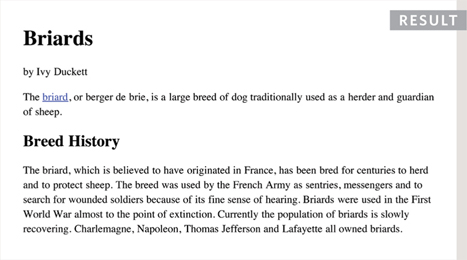 RESULT
Briards
by Ivy Duckett
The briard, or berger de brie, is a large breed of dog traditionally used as a herder and guardian
of sheep.
Breed History
The briard, which is believed to have originated in France, has been bred for centuries to herd
and to protect sheep. The breed was used by the French Army as sentries, messengers and to
search for wounded soldiers because of its fine sense of hearing. Briards were used in the First
World War almost to the point of extinction. Currently the population of briards is slowly
recovering. Charlemagne, Napoleon, Thomas Jefferson and Lafayette all owned briards.